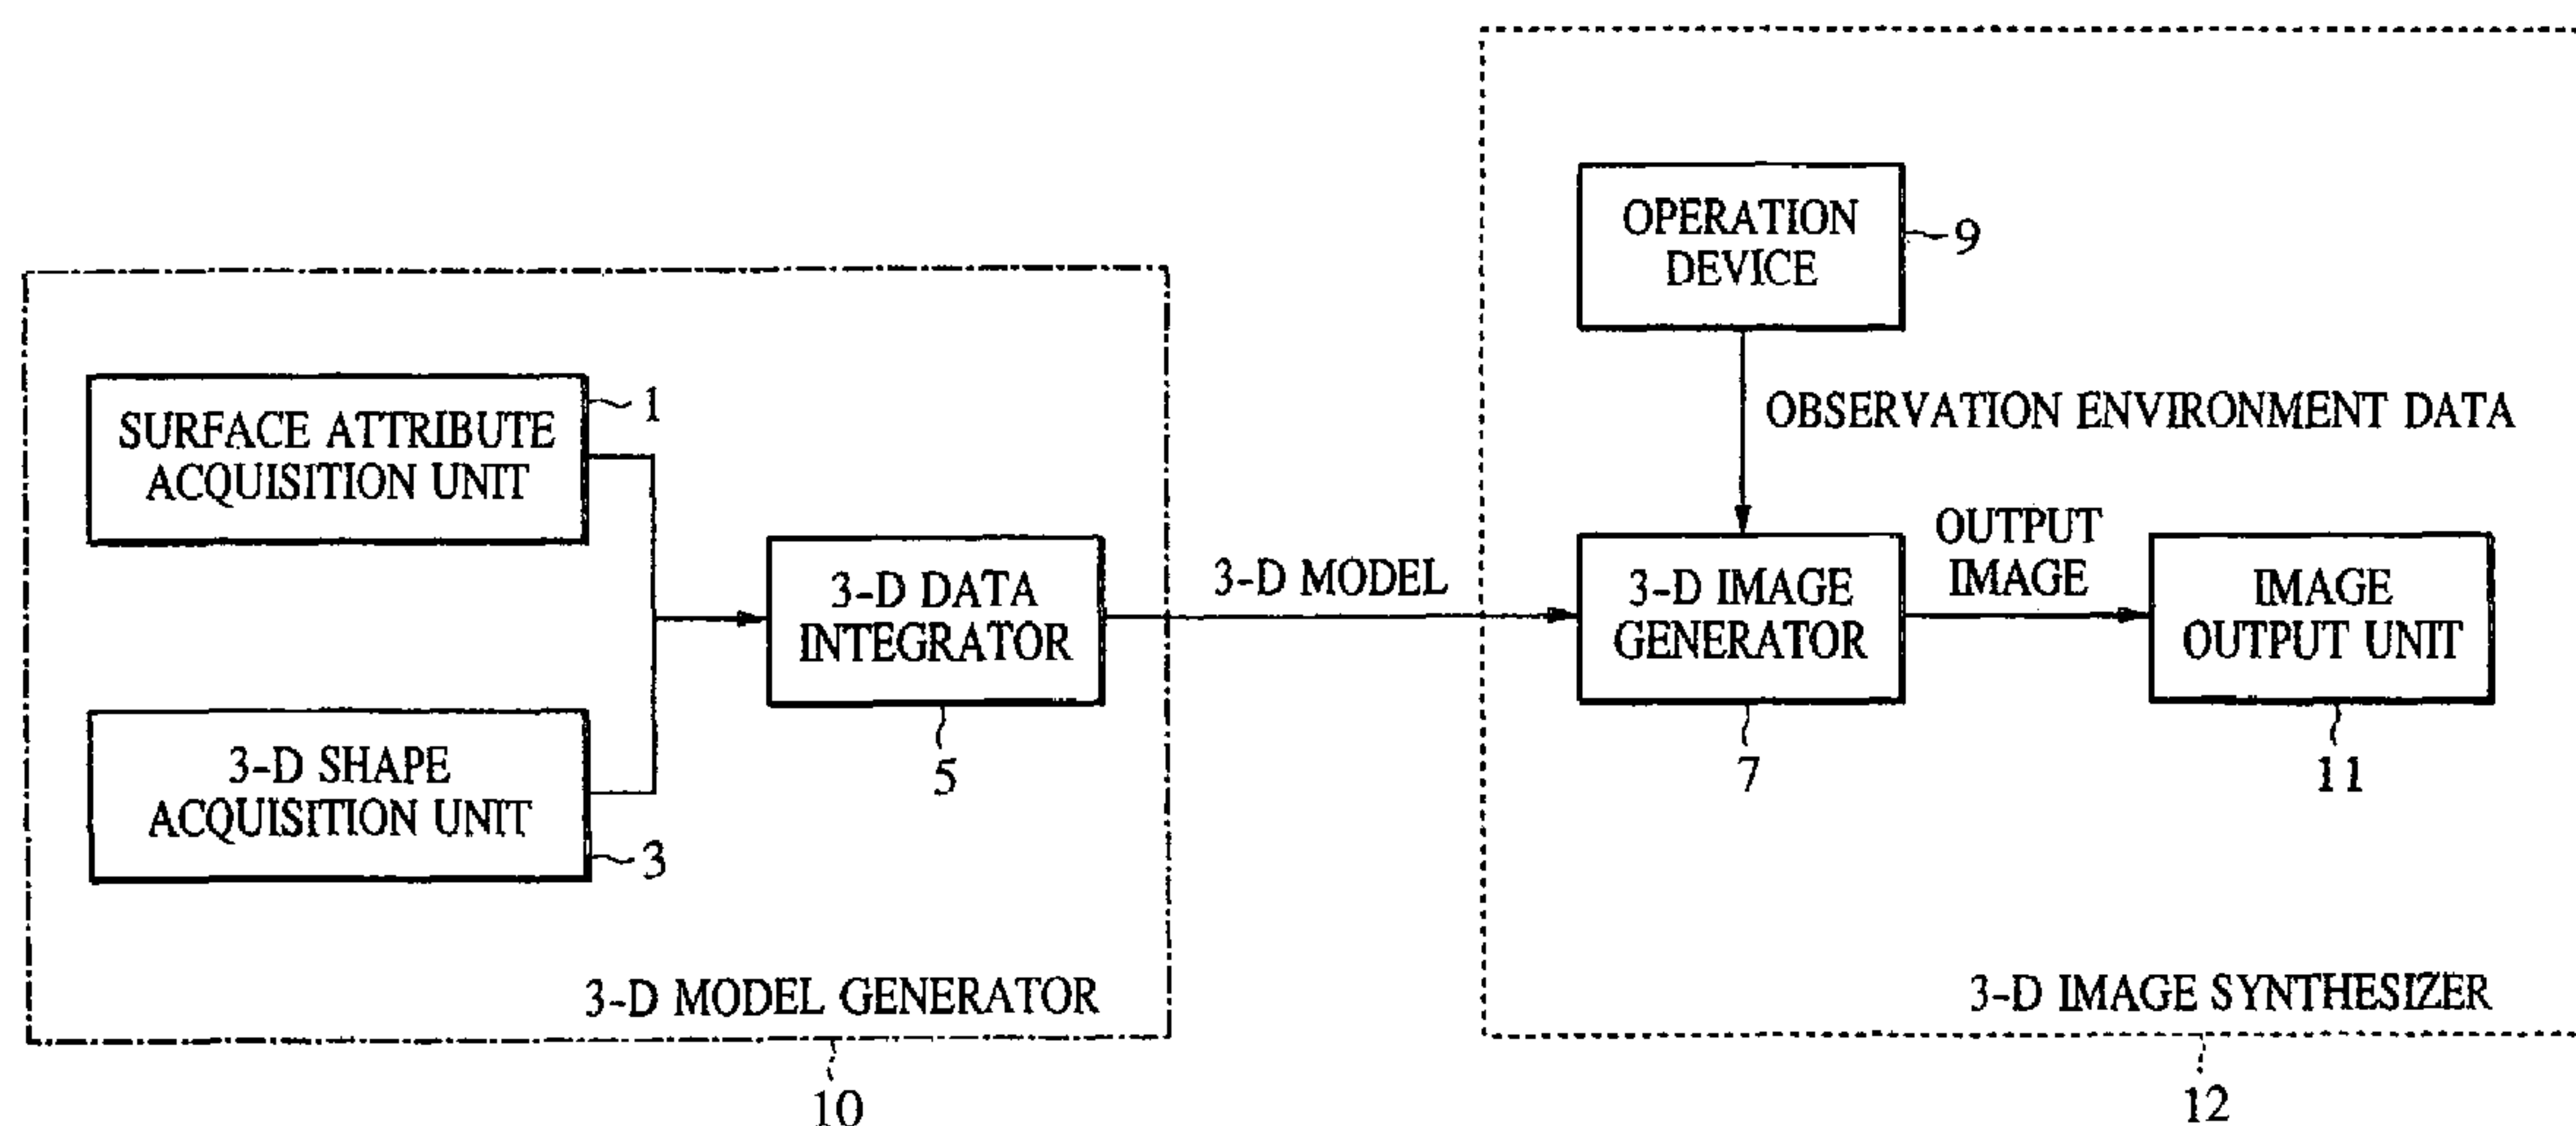 SURFACE ATTRIBUTE
ACQUISITION UNIT
1
3-D SHAPE
ACQUISITION UNIT
3
3-D DATA
INTEGRATOR
5
3-D MODEL GENERATOR
10
3-D MODEL
OPERATION
DEVICE
9
OBSERVATION ENVIRONMENT DATA
3-D IMAGE
GENERATOR
7
OUTPUT
IMAGE
IMAGE
OUTPUT UNIT
11
3-D IMAGE SYNTHESIZER
12